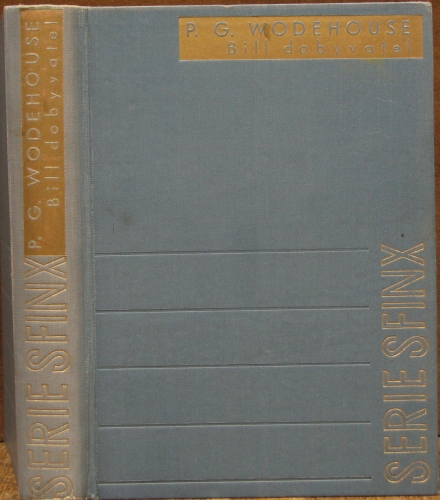 P. G. WODEHOUSE
Bill dobyvatel
SERIE SFINX
P. G. WODEHOUSE
Bill dobyvatel
SERIE SFINX